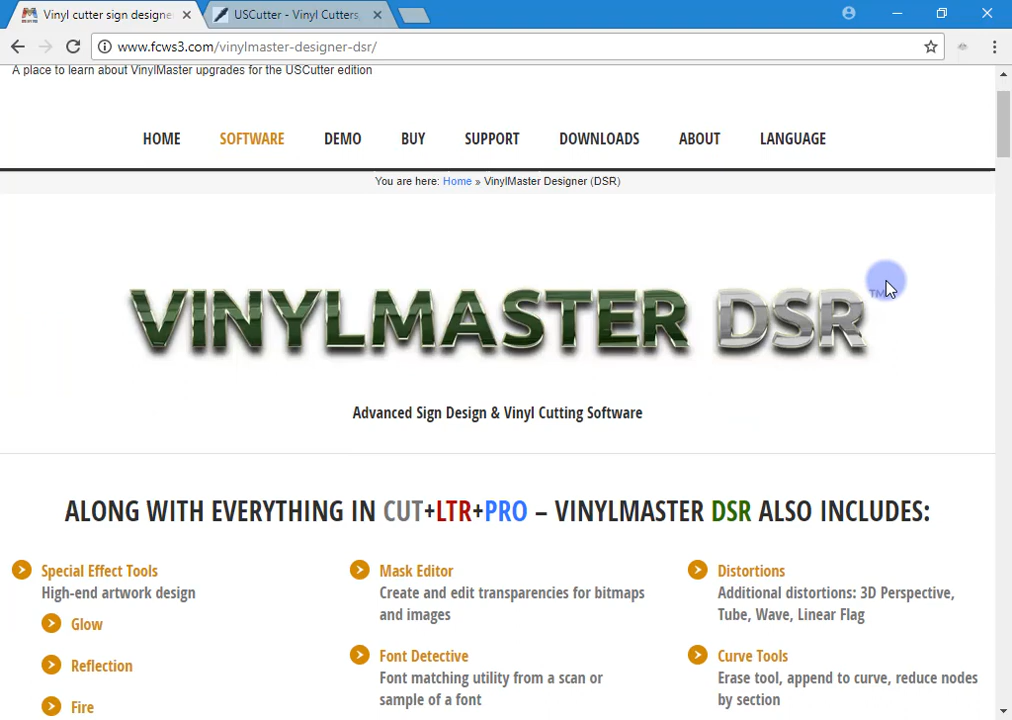 Vinyl cutter sign designe
USCutter - Vinyl Cutters,
www.fcws3.com/vinylmaster-designer-dsr/
A place to learn about VinylMaster upgrades for the USCutter edition
HOME SOFTWARE DEMO BUY SUPPORT DOWNLOADS ABOUT LANGUAGE
You are here: Home » VinylMaster Designer (DSR)
VINYLMASTER DSR™
Advanced Sign Design & Vinyl Cutting Software
ALONG WITH EVERYTHING IN CUT+LTR+PRO – VINYLMASTER DSR ALSO INCLUDES:
Special Effect Tools
High-end artwork design
Glow
Reflection
Fire
Mask Editor
Create and edit transparencies for bitmaps
and images
Font Detective
Font matching utility from a scan or
sample of a font
Distortions
Additional distortions: 3D Perspective,
Tube, Wave, Linear Flag
Curve Tools
Erase tool, append to curve, reduce nodes
by section